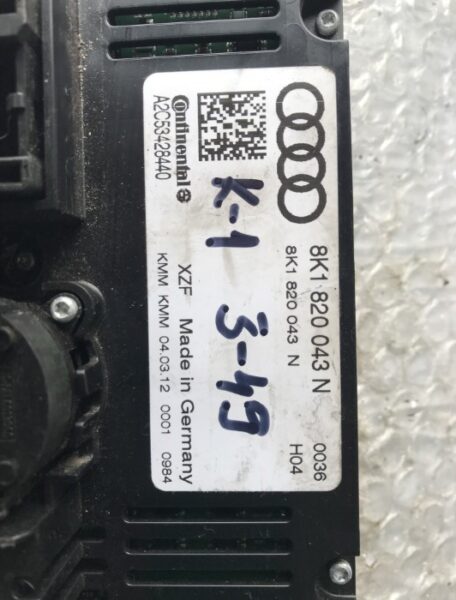 8K1 820 043 N 0036
8K1 820 043 N H04
Continental
A2C53428440
K-1 5-49
XZF Made in Germany
KMM KMM 04.03.12 0001 0984